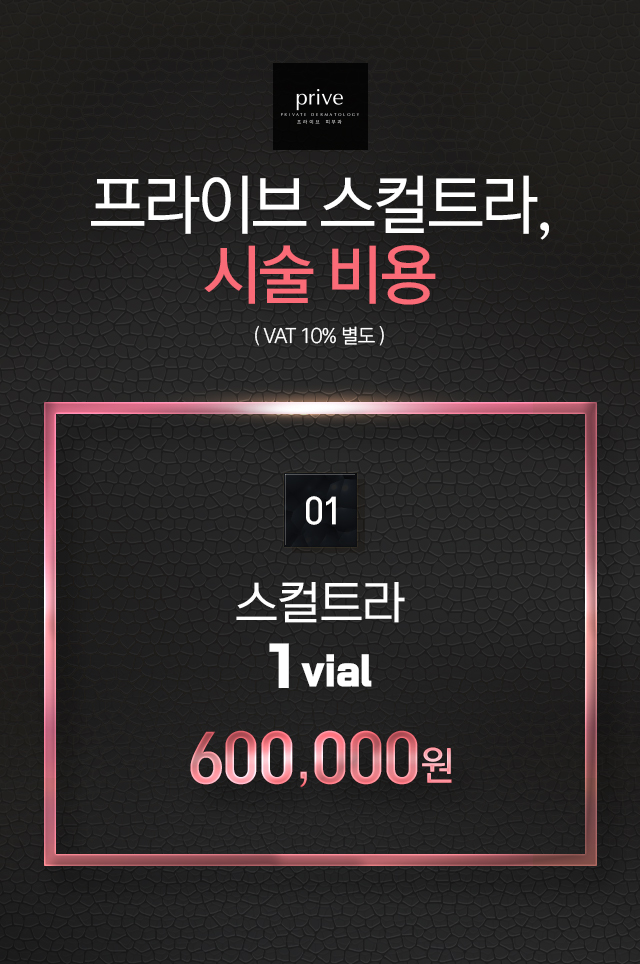 prive
PRIVATE DERMATOLOGY
프라이브 피부과
프라이브 스컬트라,
시술 비용
( VAT 10% 별도 )
01
스컬트라
1 vial
600,000원